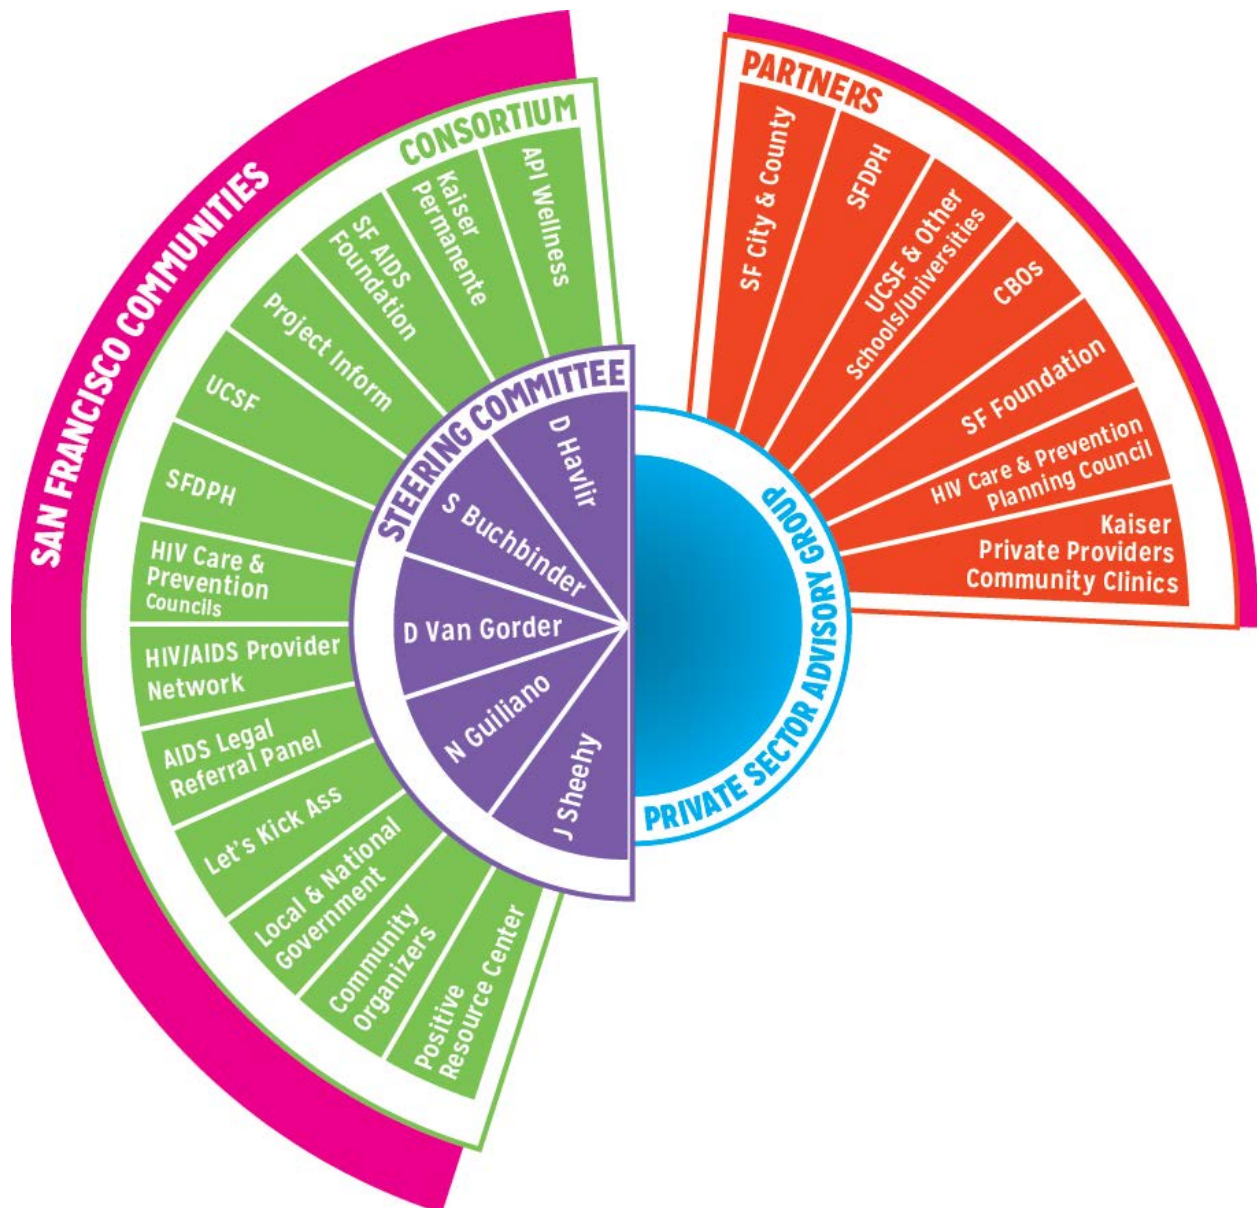 SAN FRANCISCO COMMUNITIES
CONSORTIUM
API Wellness
Kaiser
Permanente
SF AIDS
Foundation
Project Inform
UCSF
SFDPH
HIV Care &
Prevention
Councils
HIV/AIDS Provider
Network
AIDS Legal
Referral Panel
Let's Kick Ass
Local & National
Government
Community
Organizers
Positive
Resource Center
STEERING COMMITTEE
D Havlir
S Buchbinder
D Van Gorder
N Guiliano
J Sheehy
PRIVATE SECTOR ADVISORY GROUP
PARTNERS
SF City & County
SFDPH
UCSF & Other
Schools/Universities
CBOs
SF Foundation
HIV Care & Prevention
Planning Council
Kaiser
Private Providers
Community Clinics